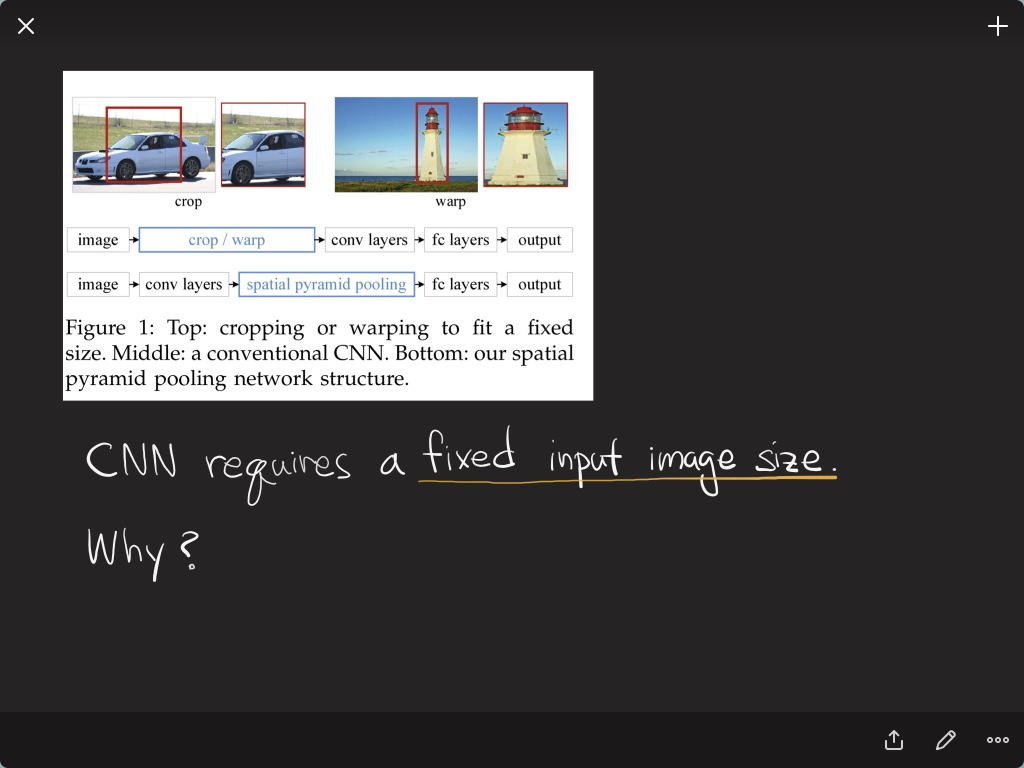 crop
warp
image crop / warp conv layers fc layers output
image conv layers spatial pyramid pooling fc layers output
Figure 1: Top: cropping or warping to fit a fixed
size. Middle: a conventional CNN. Bottom: our spatial
pyramid pooling network structure.
CNN requires a fixed input image size.
Why?